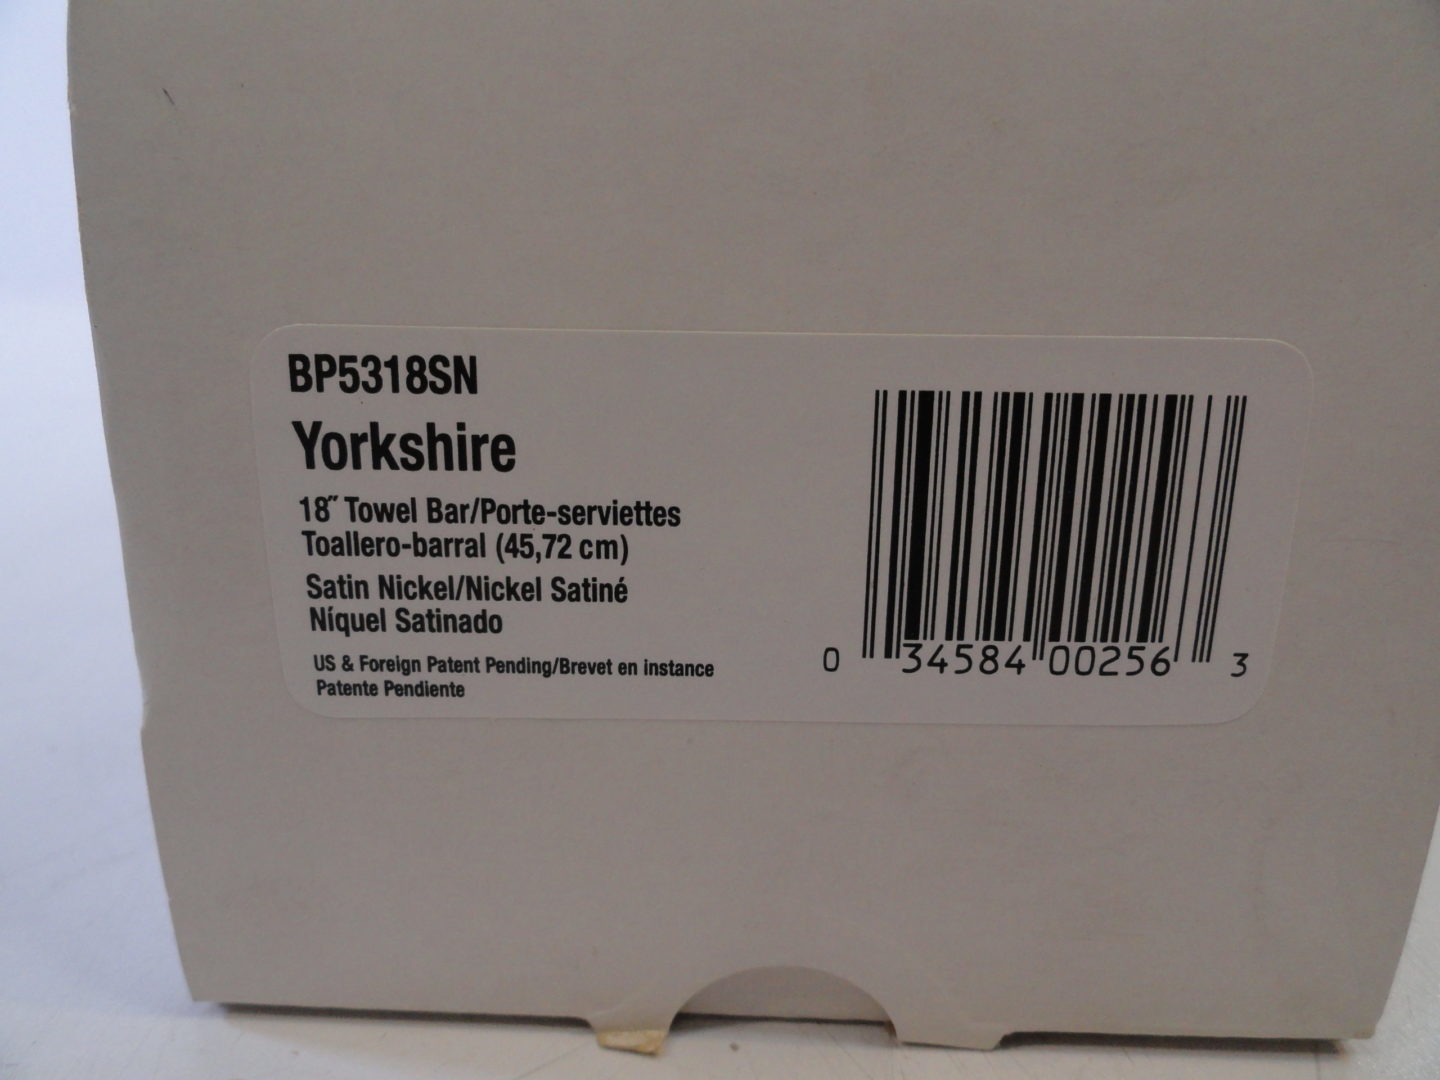 BP5318SN
Yorkshire
18˝ Towel Bar/Porte-serviettes
Toallero-barral (45,72 cm)
Satin Nickel/Nickel Satiné
Níquel Satinado
US & Foreign Patent Pending/Brevet en instance
Patente Pendiente
0 34584 00256 3